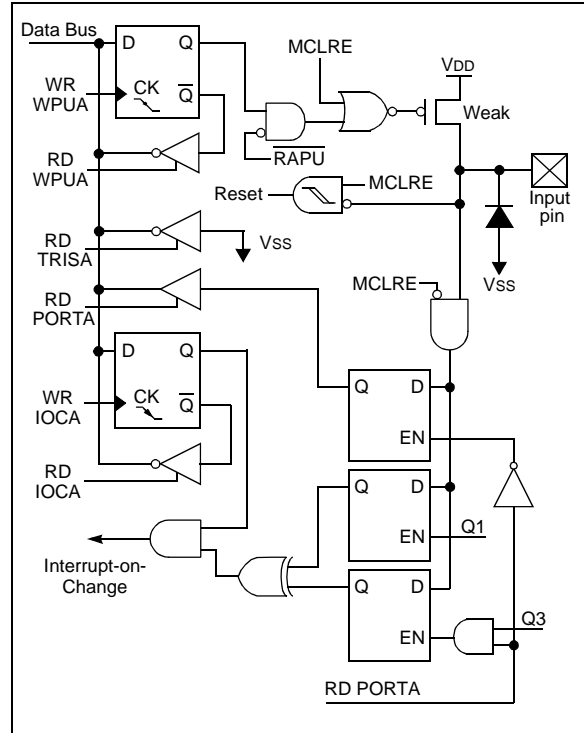 Data Bus
D Q
MCLRE
VDD
WR
WPUA
CK
Q
Weak
RAPU
RD
WPUA
Reset
MCLRE
Input
pin
RD
TRISA
VSS
VSS
RD
PORTA
MCLRE
D Q
WR
IOCA
CK
Q
Q D
EN
RD
IOCA
Q D
EN
Q1
Interrupt-on-
Change
Q D
EN
Q3
RD PORTA